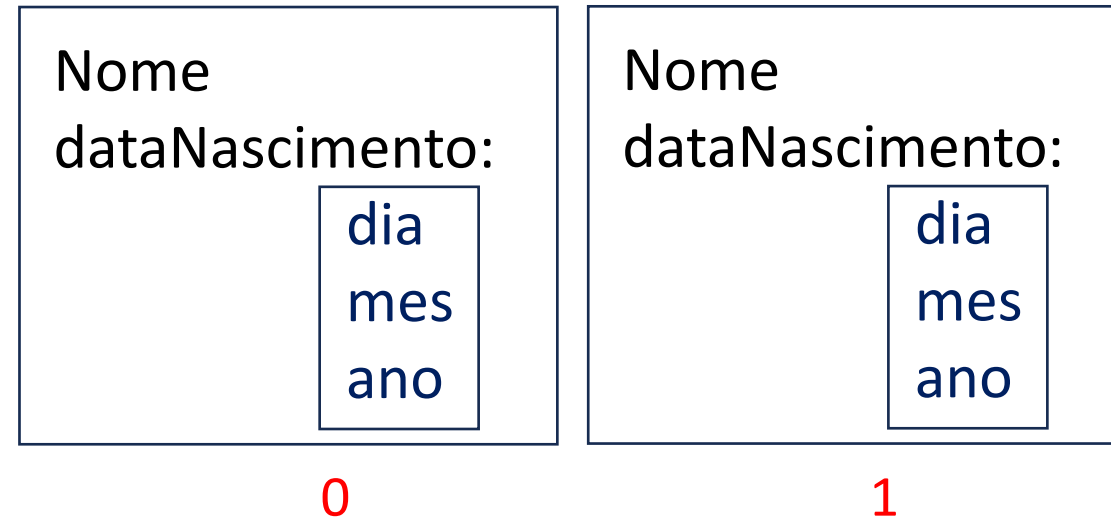 Nome
dataNascimento:
dia
mes
ano
0
Nome
dataNascimento:
dia
mes
ano
1